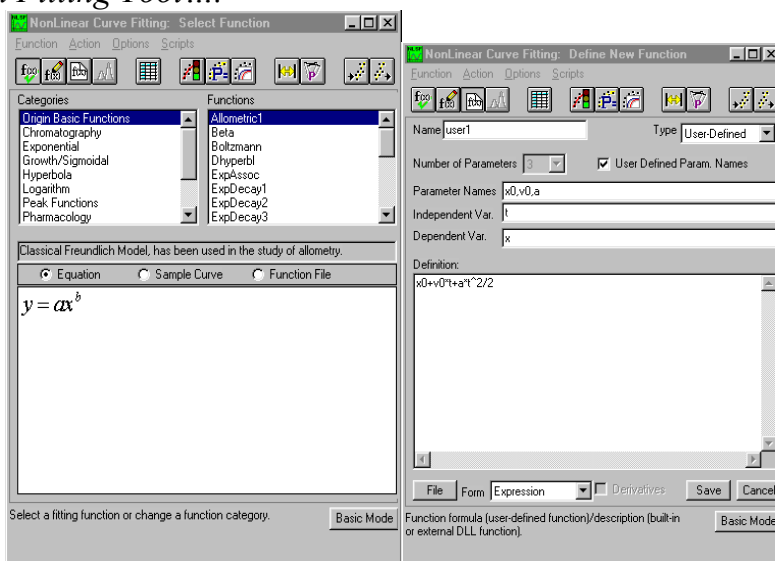 Fitting Tool....
NonLinear Curve Fitting: Select Function
Function Action Options Scripts
Categories
Functions
Origin Basic Functions
Chromatography
Exponential
Growth/Sigmoidal
Hyperbola
Logarithm
Peak Functions
Pharmacology
Allometric1
Beta
Boltzmann
Dhyperbl
ExpAssoc
ExpDecay1
ExpDecay2
ExpDecay3
Classical Freundlich Model, has been used in the study of allometry.
Equation Sample Curve Function File
y = ax^b
Select a fitting function or change a function category.
Basic Mode
NonLinear Curve Fitting: Define New Function
Function Action Options Scripts
Name user1 Type User-Defined
Number of Parameters 3 User Defined Param. Names
Parameter Names x0,v0,a
Independent Var. t
Dependent Var. x
Definition:
x0+v0*t+a*t^2/2
File Form Expression Derivatives Save Cancel
Function formula (user-defined function)/description (built-in
or external DLL function).
Basic Mode